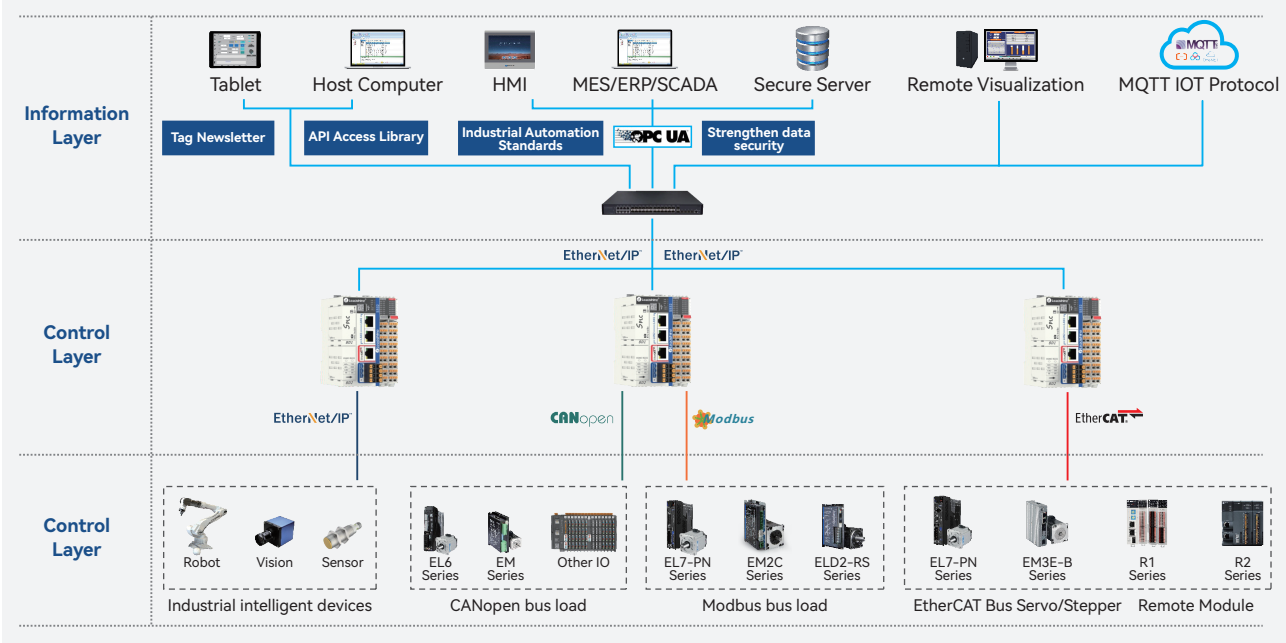 MQTT
Tablet
Host Computer
HMI
MES/ERP/SCADA
Secure Server
Remote Visualization
MQTT IOT Protocol
Information
Layer
Tag Newsletter
API Access Library
Industrial Automation
Standards
OPC UA
Strengthen data
security
EtherNet/IP
EtherNet/IP
Control
Layer
EtherNet/IP
CANopen
Modbus
EtherCAT
Control
Layer
Robot
Vision
Sensor
EL6
Series
EM
Series
Other IO
EL7-PN
Series
EM2C
Series
ELD2-RS
Series
EL7-PN
Series
EM3E-B
Series
R1
Series
R2
Series
Industrial intelligent devices
CANopen bus load
Modbus bus load
EtherCAT Bus Servo/Stepper
Remote Module